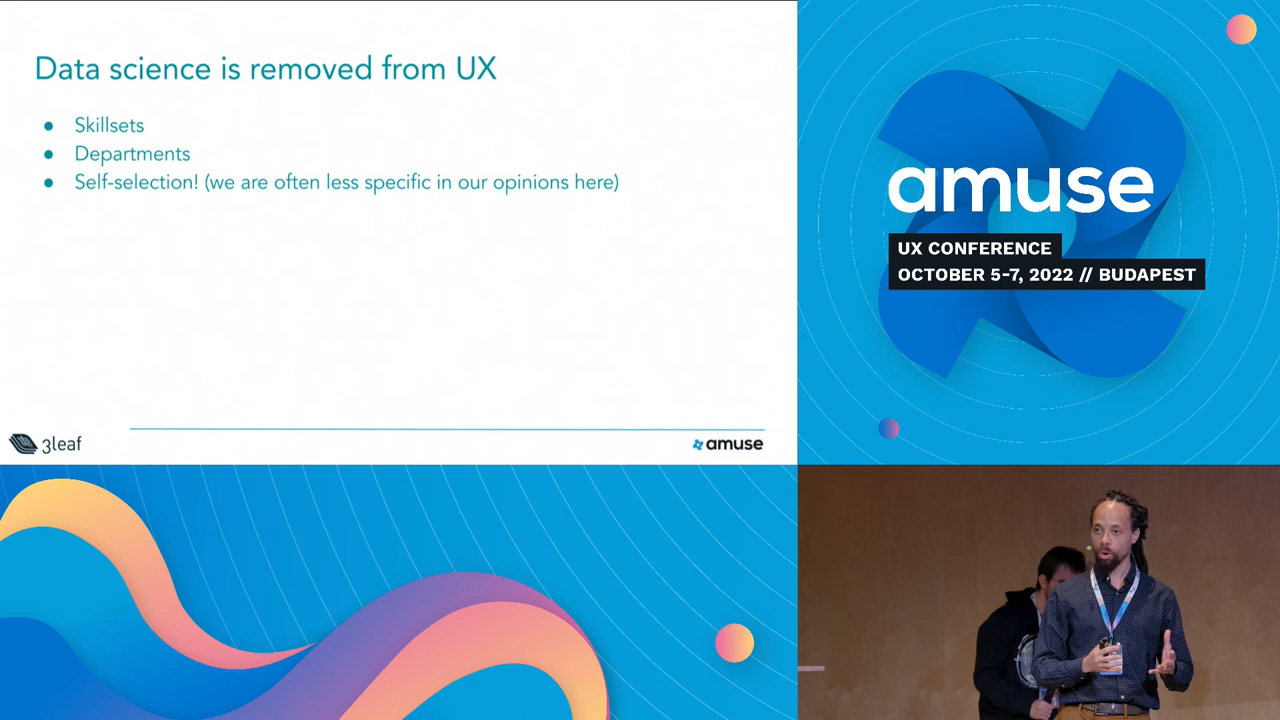 Data science is removed from UX
● Skillsets
● Departments
● Self-selection! (we are often less specific in our opinions here)
3leaf
amuse
amuse
UX CONFERENCE
OCTOBER 5-7, 2022 // BUDAPEST